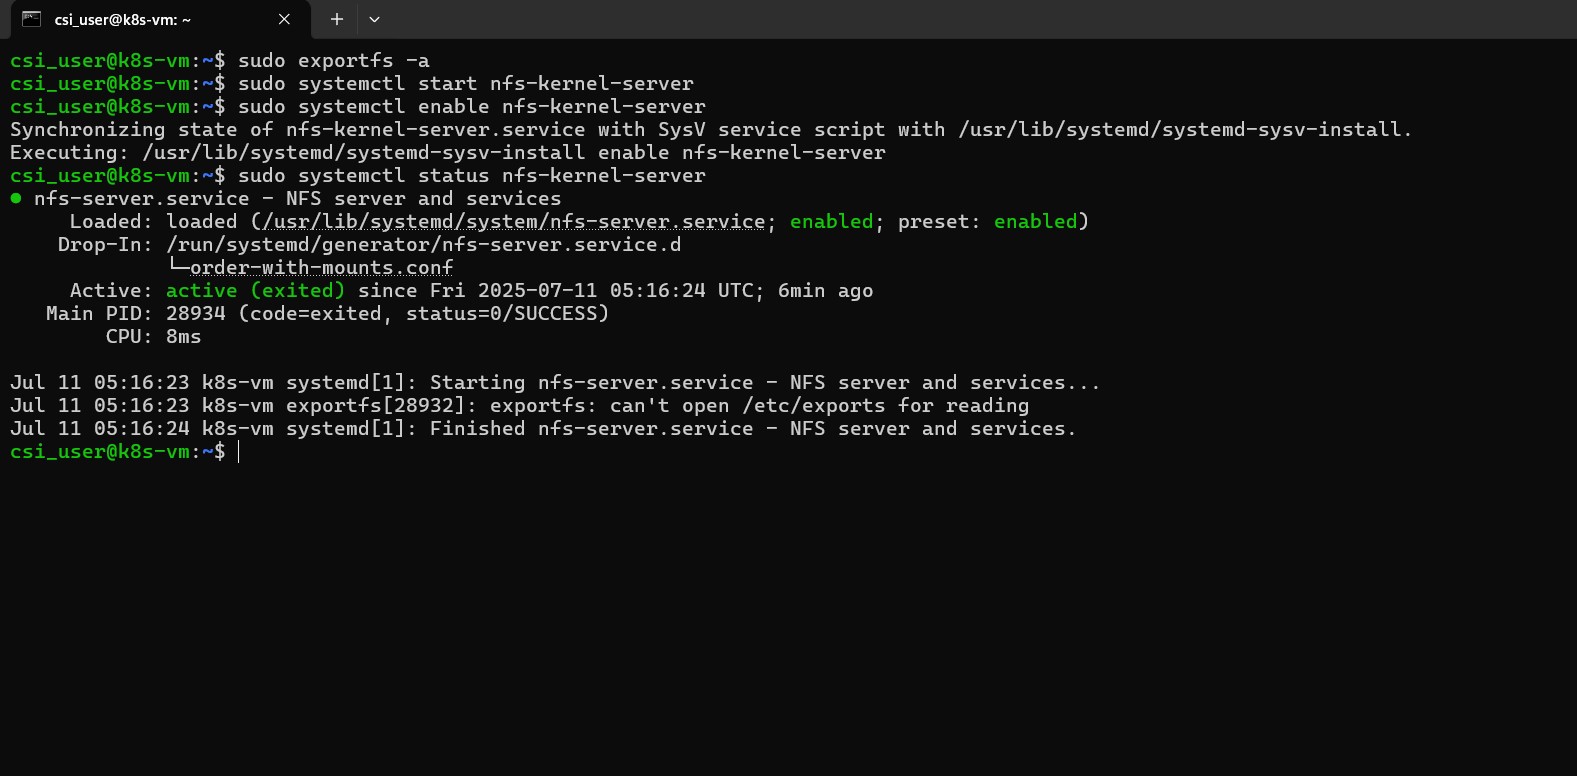 csi_user@k8s-vm: ~
csi_user@k8s-vm:~$ sudo exportfs -a
csi_user@k8s-vm:~$ sudo systemctl start nfs-kernel-server
csi_user@k8s-vm:~$ sudo systemctl enable nfs-kernel-server
Synchronizing state of nfs-kernel-server.service with SysV service script with /usr/lib/systemd/systemd-sysv-install.
Executing: /usr/lib/systemd/systemd-sysv-install enable nfs-kernel-server
csi_user@k8s-vm:~$ sudo systemctl status nfs-kernel-server
● nfs-server.service - NFS server and services
     Loaded: loaded (/usr/lib/systemd/system/nfs-server.service; enabled; preset: enabled)
    Drop-In: /run/systemd/generator/nfs-server.service.d
             └─order-with-mounts.conf
     Active: active (exited) since Fri 2025-07-11 05:16:24 UTC; 6min ago
   Main PID: 28934 (code=exited, status=0/SUCCESS)
        CPU: 8ms

Jul 11 05:16:23 k8s-vm systemd[1]: Starting nfs-server.service - NFS server and services...
Jul 11 05:16:23 k8s-vm exportfs[28932]: exportfs: can't open /etc/exports for reading
Jul 11 05:16:24 k8s-vm systemd[1]: Finished nfs-server.service - NFS server and services.
csi_user@k8s-vm:~$